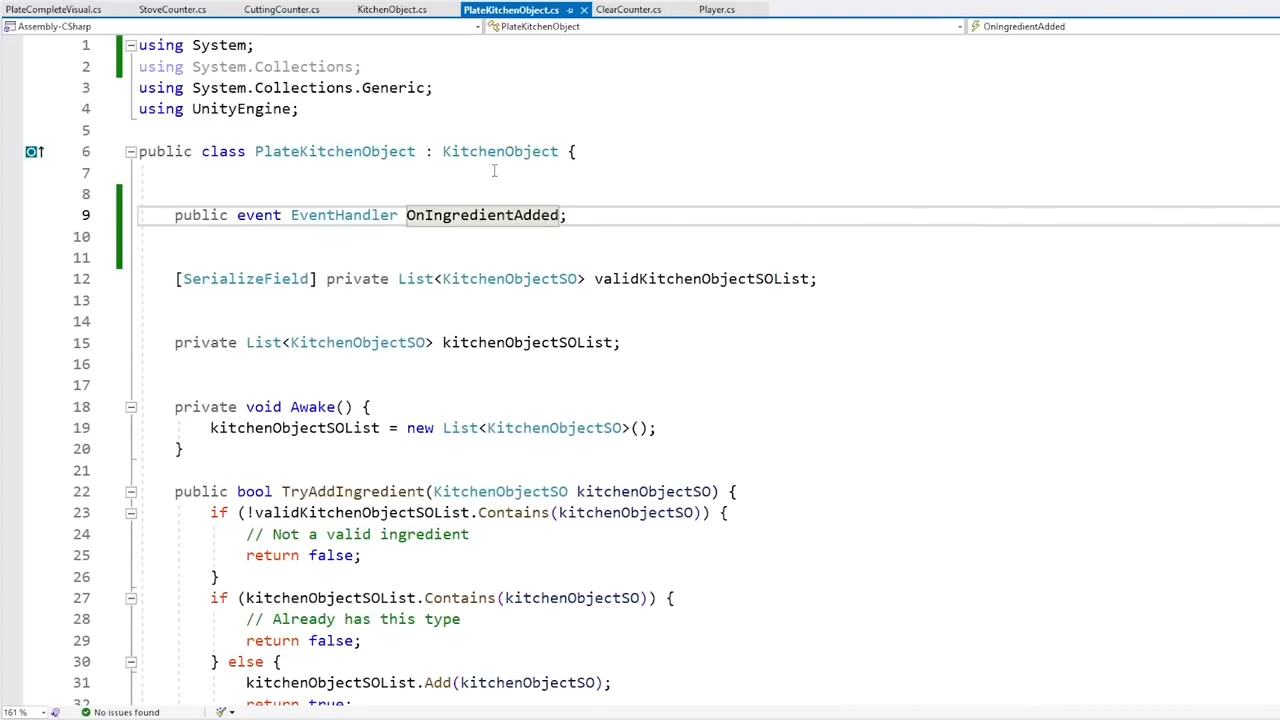 PlateCompleteVisual.cs StoveCounter.cs CuttingCounter.cs KitchenObject.cs PlateKitchenObject.cs ClearCounter.cs Player.cs
Assembly-CSharp PlateKitchenObject OnIngredientAdded
1 using System;
2 using System.Collections;
3 using System.Collections.Generic;
4 using UnityEngine;
5
6 public class PlateKitchenObject : KitchenObject {
7
8
9 public event EventHandler OnIngredientAdded;
10
11
12 [SerializeField] private List<KitchenObjectSO> validKitchenObjectSOList;
13
14
15 private List<KitchenObjectSO> kitchenObjectSOList;
16
17
18 private void Awake() {
19 kitchenObjectSOList = new List<KitchenObjectSO>();
20 }
21
22 public bool TryAddIngredient(KitchenObjectSO kitchenObjectSO) {
23 if (!validKitchenObjectSOList.Contains(kitchenObjectSO)) {
24 // Not a valid ingredient
25 return false;
26 }
27 if (kitchenObjectSOList.Contains(kitchenObjectSO)) {
28 // Already has this type
29 return false;
30 } else {
31 kitchenObjectSOList.Add(kitchenObjectSO);
32 return true;
161 % No issues found